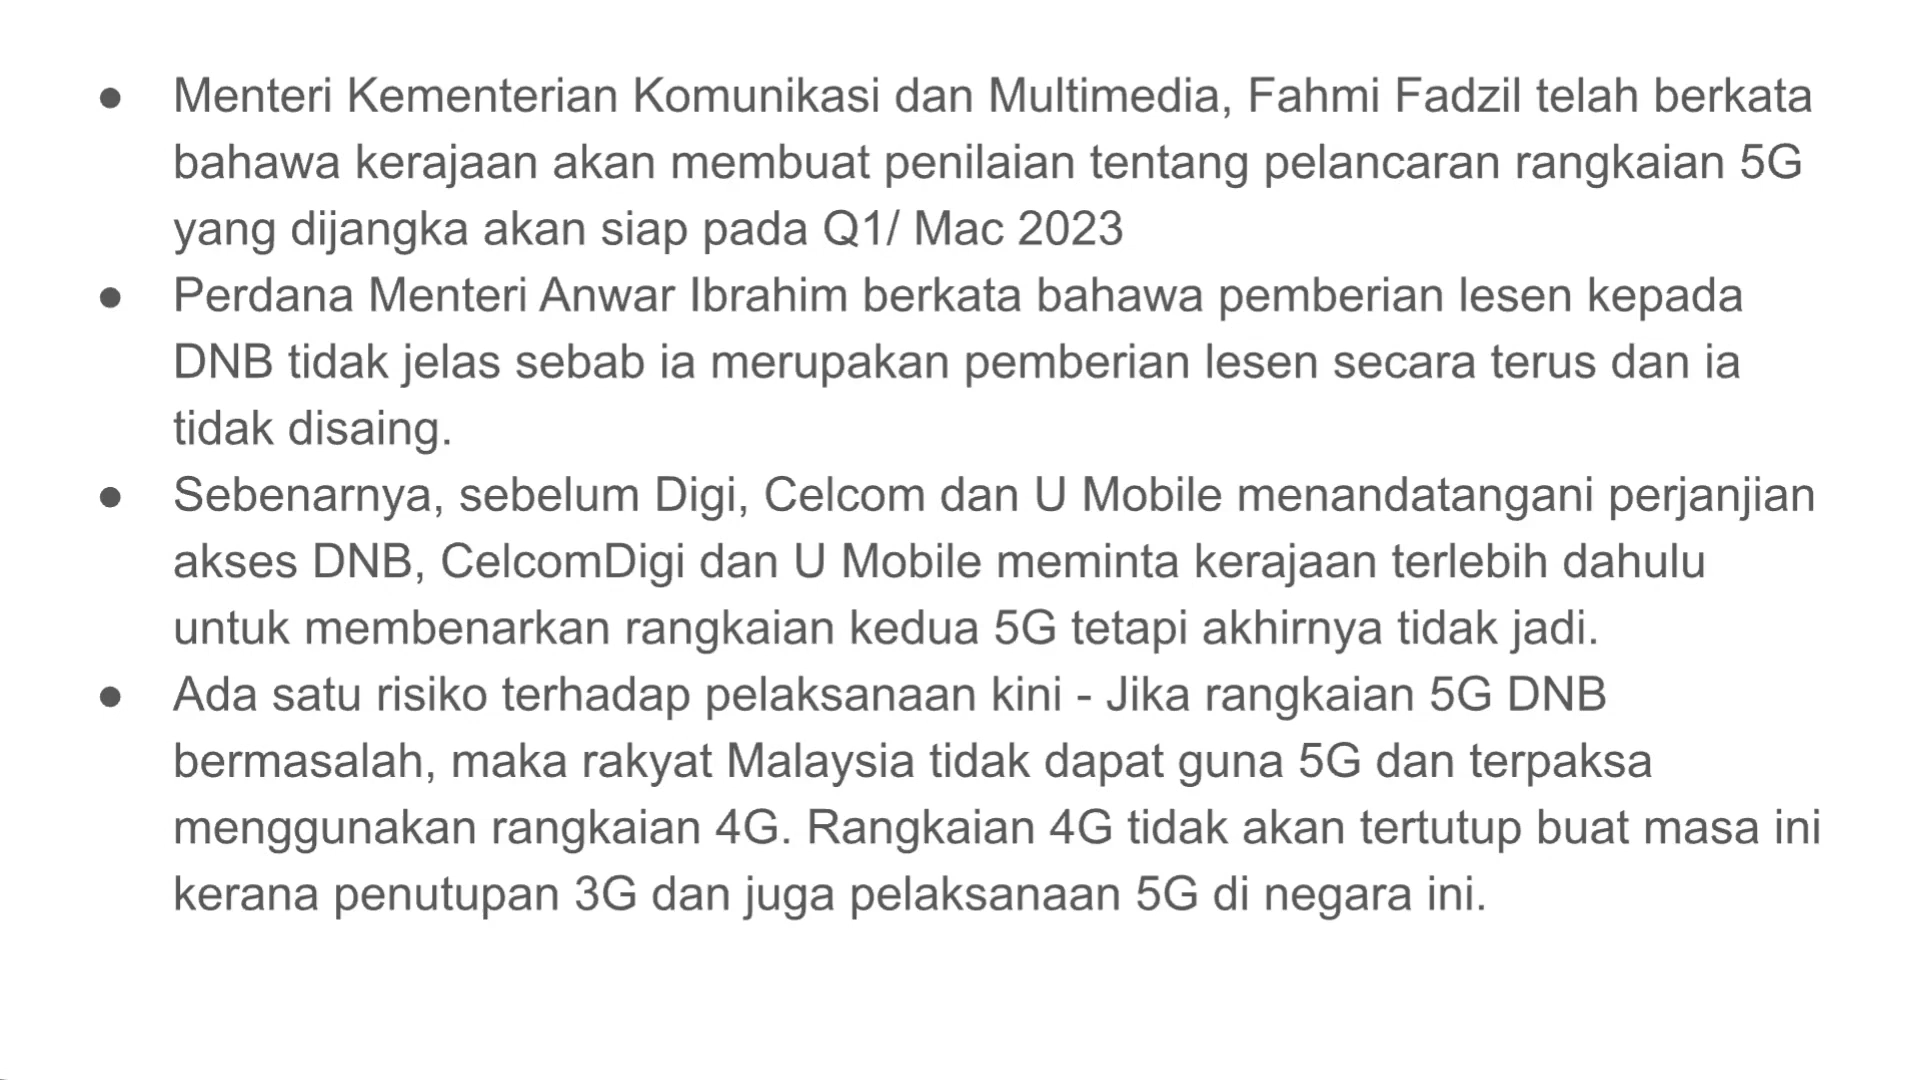 ● Menteri Kementerian Komunikasi dan Multimedia, Fahmi Fadzil telah berkata
bahawa kerajaan akan membuat penilaian tentang pelancaran rangkaian 5G
yang dijangka akan siap pada Q1/ Mac 2023
● Perdana Menteri Anwar Ibrahim berkata bahawa pemberian lesen kepada
DNB tidak jelas sebab ia merupakan pemberian lesen secara terus dan ia
tidak disaing.
● Sebenarnya, sebelum Digi, Celcom dan U Mobile menandatangani perjanjian
akses DNB, CelcomDigi dan U Mobile meminta kerajaan terlebih dahulu
untuk membenarkan rangkaian kedua 5G tetapi akhirnya tidak jadi.
● Ada satu risiko terhadap pelaksanaan kini - Jika rangkaian 5G DNB
bermasalah, maka rakyat Malaysia tidak dapat guna 5G dan terpaksa
menggunakan rangkaian 4G. Rangkaian 4G tidak akan tertutup buat masa ini
kerana penutupan 3G dan juga pelaksanaan 5G di negara ini.